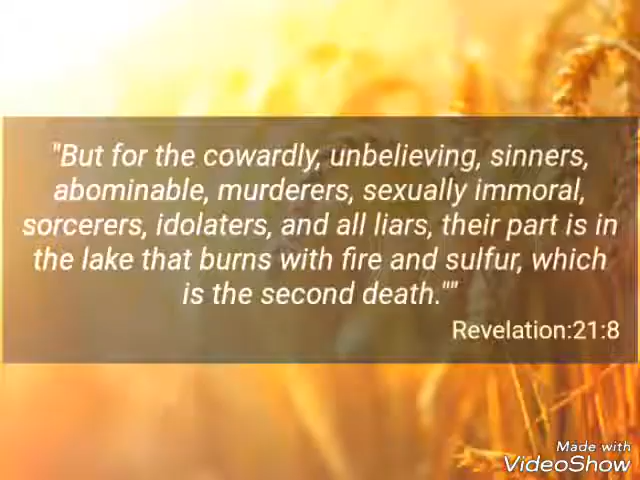 "But for the cowardly, unbelieving, sinners,
abominable, murderers, sexually immoral,
sorcerers, idolaters, and all liars, their part is in
the lake that burns with fire and sulfur, which
is the second death.""
Revelation:21:8
Made with
VideoShow